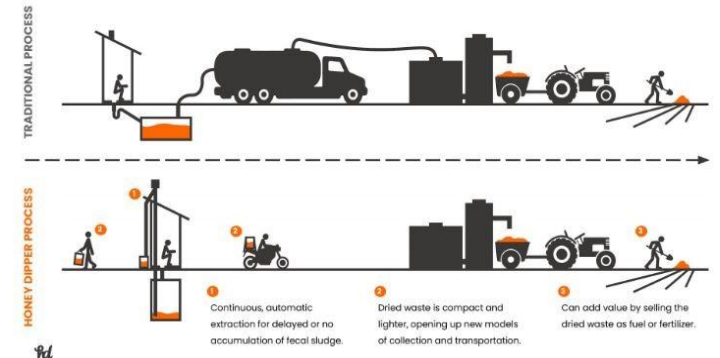 TRADITIONAL PROCESS
HONEY DIPPER PROCESS
1
2
2
3
1
Continuous, automatic
extraction for delayed or no
accumulation of fecal sludge.
2
Dried waste is compact and
lighter, opening up new models
of collection and transportation.
3
Can add value by selling the
dried waste as fuel or fertilizer.
hd